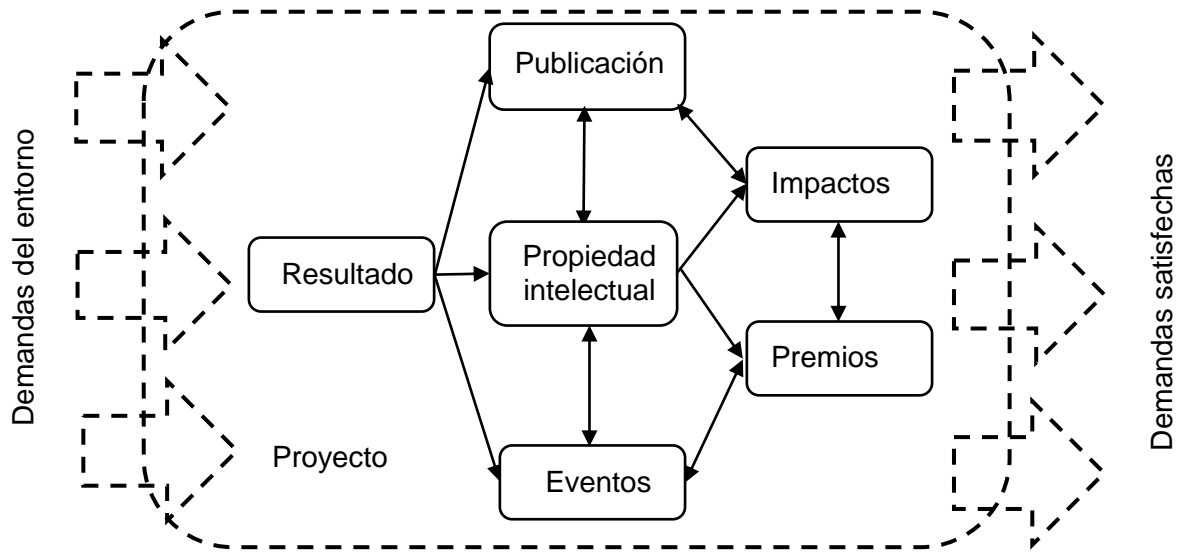 Demandas del entorno
Publicación
Impactos
Resultado
Propiedad
intelectual
Premios
Proyecto
Eventos
Demandas satisfechas